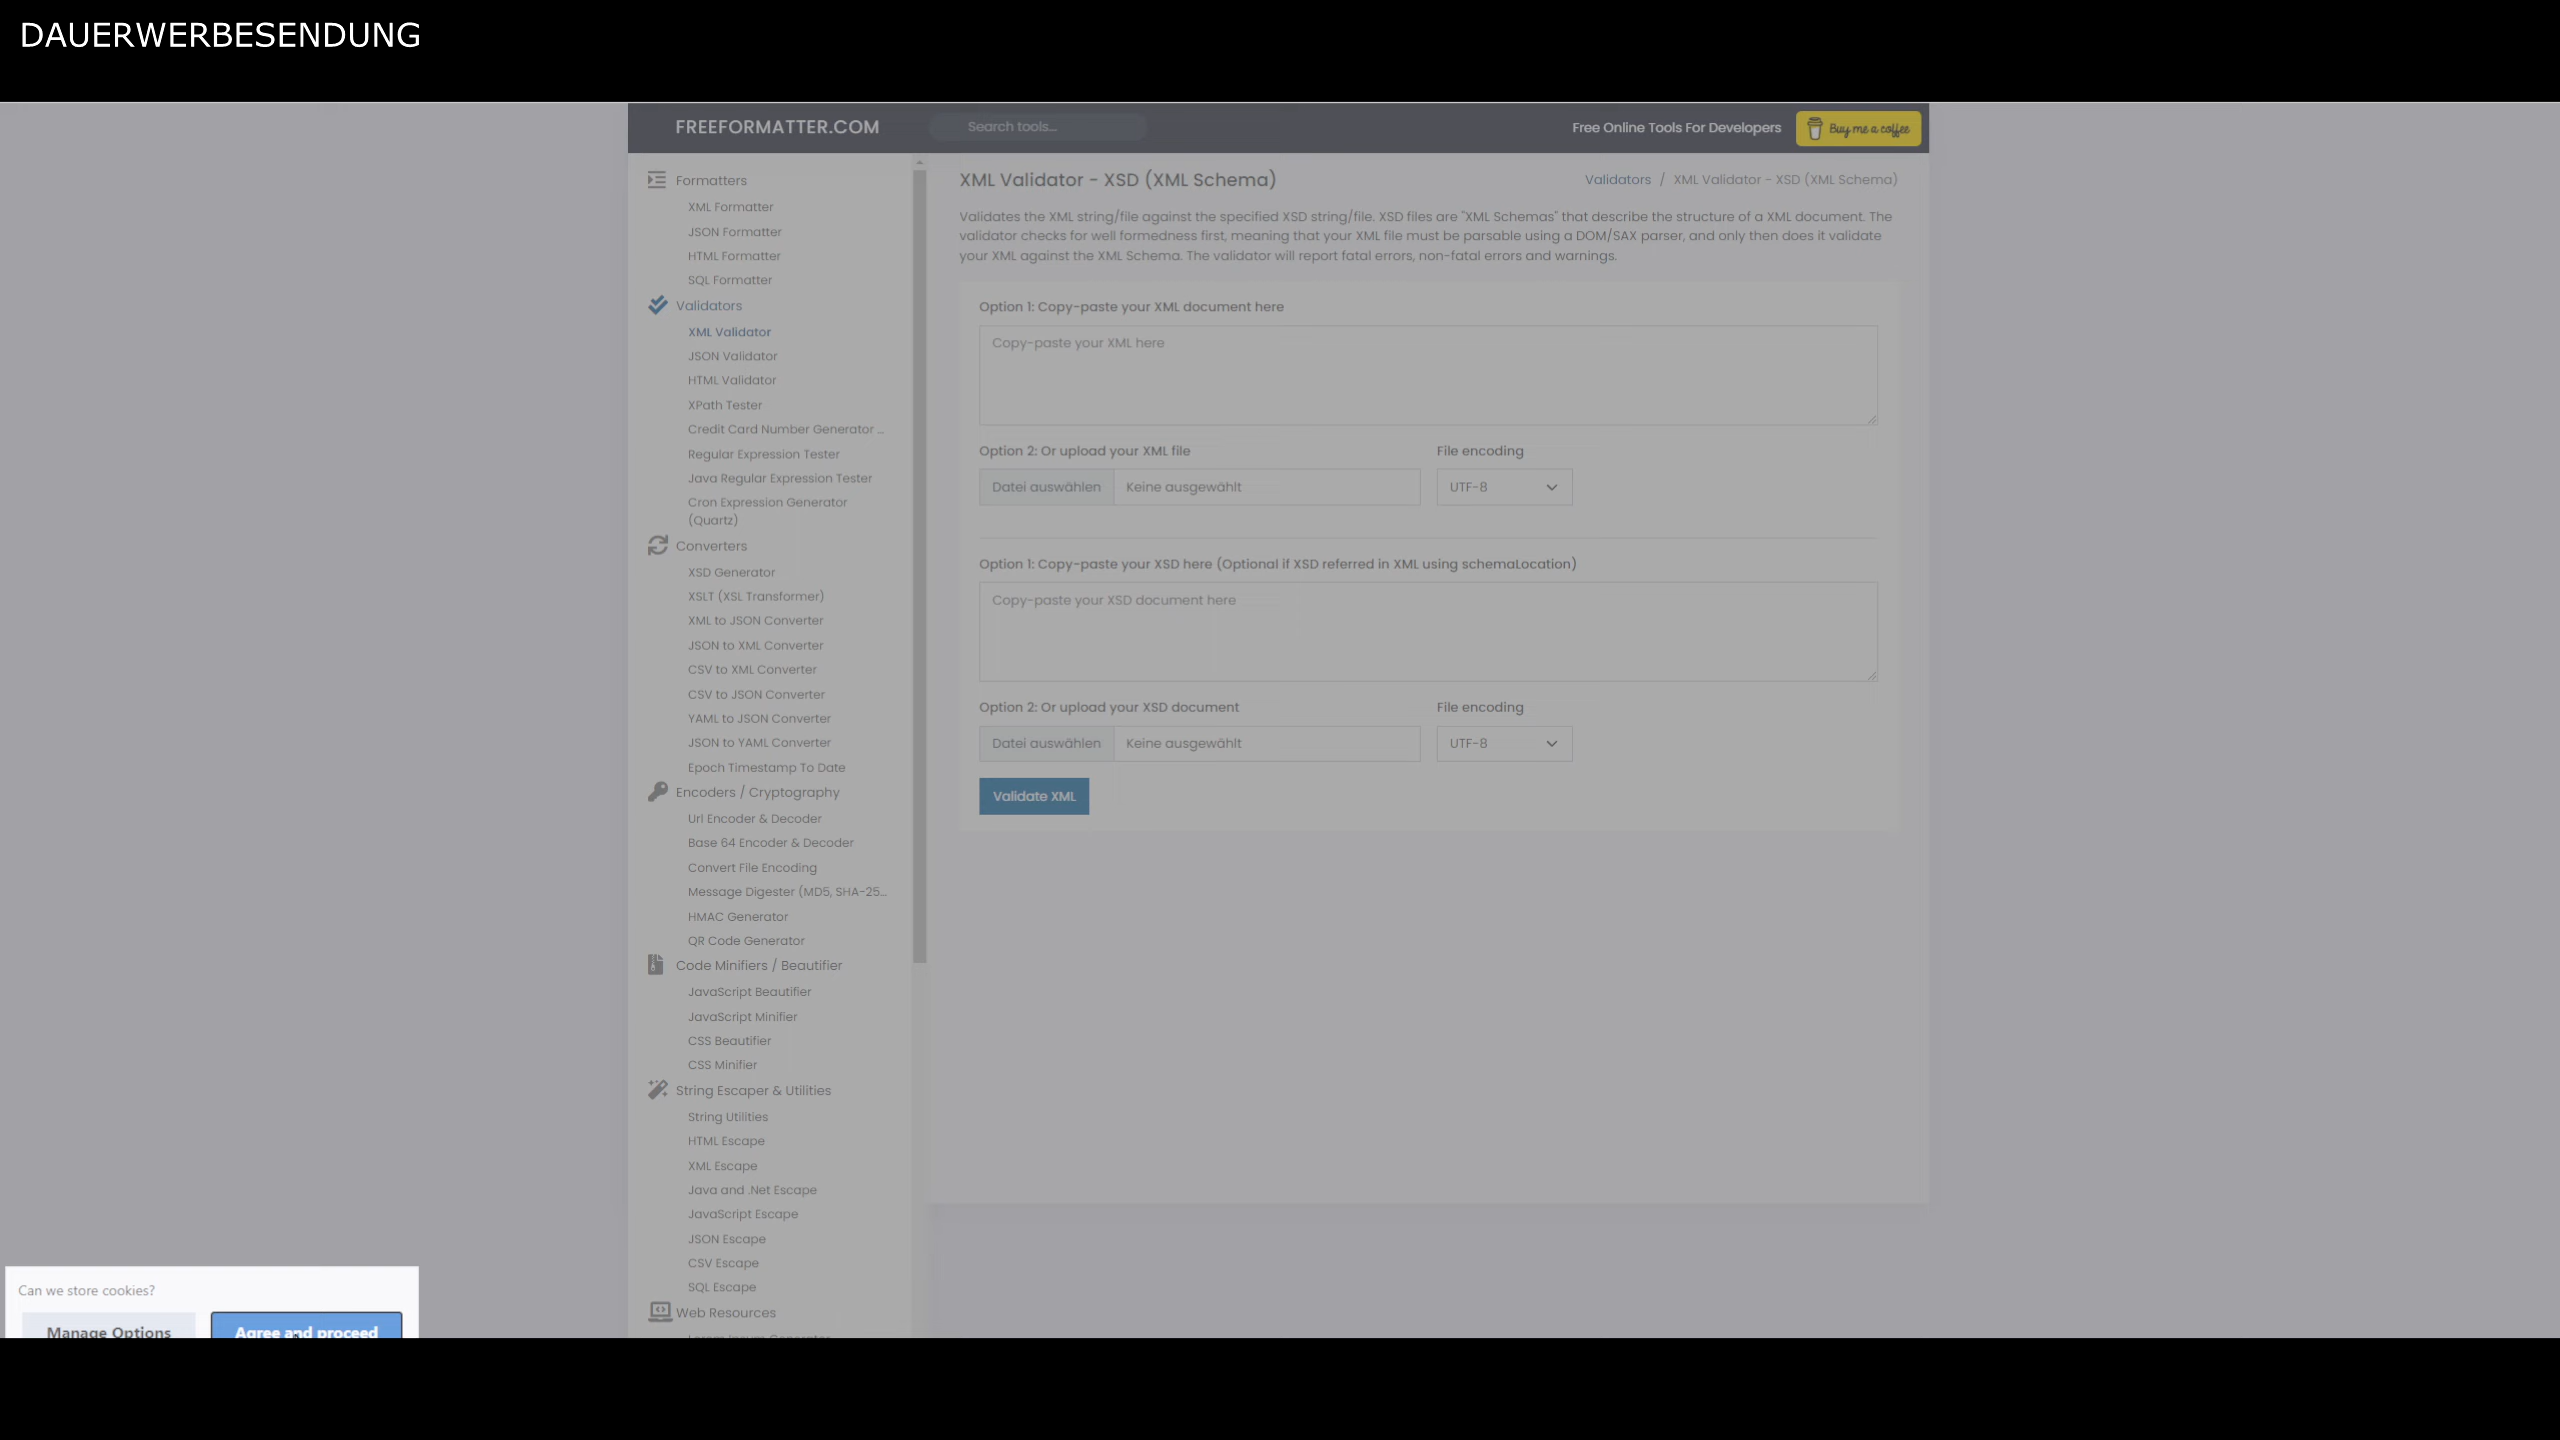 DAUERWERBESENDUNG
FREEFORMATTER.COM
Search tools...
Free Online Tools For Developers
Buy me a coffee
Formatters
XML Formatter
JSON Formatter
HTML Formatter
SQL Formatter
Validators
XML Validator
JSON Validator
HTML Validator
XPath Tester
Credit Card Number Generator ...
Regular Expression Tester
Java Regular Expression Tester
Cron Expression Generator
(Quartz)
Converters
XSD Generator
XSLT (XSL Transformer)
XML to JSON Converter
JSON to XML Converter
CSV to XML Converter
CSV to JSON Converter
YAML to JSON Converter
JSON to YAML Converter
Epoch Timestamp To Date
Encoders / Cryptography
Url Encoder & Decoder
Base 64 Encoder & Decoder
Convert File Encoding
Message Digester (MD5, SHA-25...
HMAC Generator
QR Code Generator
Code Minifiers / Beautifier
JavaScript Beautifier
JavaScript Minifier
CSS Beautifier
CSS Minifier
String Escaper & Utilities
String Utilities
HTML Escape
XML Escape
Java and .Net Escape
JavaScript Escape
JSON Escape
CSV Escape
SQL Escape
Web Resources
XML Validator - XSD (XML Schema)
Validators / XML Validator - XSD (XML Schema)
Validates the XML string/file against the specified XSD string/file. XSD files are "XML Schemas" that describe the structure of a XML document. The
validator checks for well formedness first, meaning that your XML file must be parsable using a DOM/SAX parser, and only then does it validate
your XML against the XML Schema. The validator will report fatal errors, non-fatal errors and warnings.
Option 1: Copy-paste your XML document here
Copy-paste your XML here
Option 2: Or upload your XML file
File encoding
Datei auswählen Keine ausgewählt
UTF-8
Option 1: Copy-paste your XSD here (Optional if XSD referred in XML using schemaLocation)
Copy-paste your XSD document here
Option 2: Or upload your XSD document
File encoding
Datei auswählen Keine ausgewählt
UTF-8
Validate XML
Can we store cookies?
Manage Options
Agree and proceed